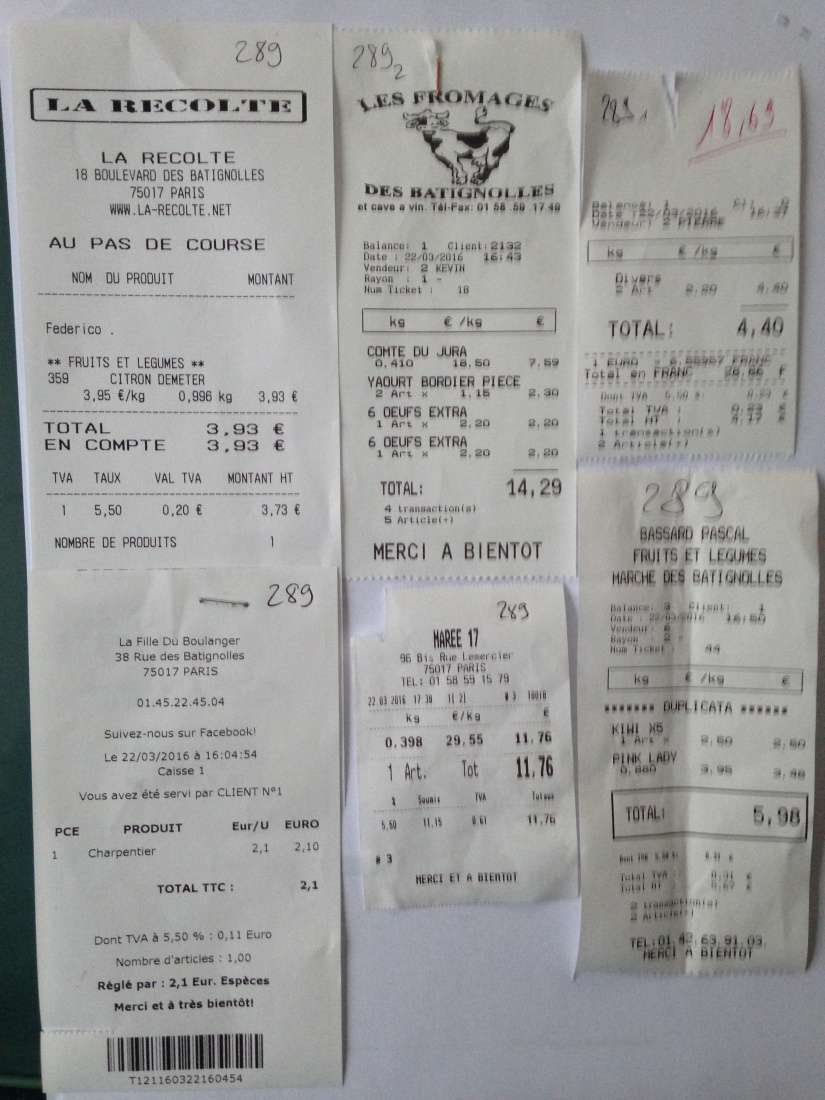 289
LA RECOLTE
LA RECOLTE
18 BOULEVARD DES BATIGNOLLES
75017 PARIS
WWW.LA-RECOLTE.NET
AU PAS DE COURSE
NOM DU PRODUIT MONTANT
Federico .
** FRUITS ET LEGUMES **
359 CITRON DEMETER
3,95 €/kg 0,996 kg 3,93 €
TOTAL 3,93 €
EN COMPTE 3,93 €
TVA TAUX VAL TVA MONTANT HT
1 5,50 0,20 € 3,73 €
NOMBRE DE PRODUITS 1
289 2
LES FROMAGES
DES BATIGNOLLES
et cave a vin. Tél-Fax: 01 58 59 17 49
Balance: 1 Client: 2132
Date : 22/03/2016 16:43
Vendeur: 2 KEVIN
Rayon : 1 -
Num Ticket : 18
kg € /kg €
COMTE DU JURA
0,410 18,50 7,59
YAOURT BORDIER PIECE
2 Art x 1,15 2,30
6 OEUFS EXTRA
1 Art x 2,20 2,20
6 OEUFS EXTRA
1 Art x 2,20 2,20
TOTAL: 14,29
4 transaction(s)
5 Article(+)
MERCI A BIENTOT
289 1
18,69
Balance: 1
Date : 22/03/2016
Vendeur: 2 PIERRE
kg € /kg €
Divers
2 Art 2,20 4,40
TOTAL: 4,40
1 EURO = 6,55957 FRANC
Total en FRANC 28,86 F
Dont TVA 5,50 %:
Total TVA : 0,23 €
Total HT : 4,17 €
1 transaction(s)
2 Article(s)
La Fille Du Boulanger
289
38 Rue des Batignolles
75017 PARIS
01.45.22.45.04
Suivez-nous sur Facebook!
Le 22/03/2016 à 16:04:54
Caisse 1
Vous avez été servi par CLIENT N°1
PCE PRODUIT Eur/U EURO
1 Charpentier 2,1 2,10
TOTAL TTC : 2,1
Dont TVA à 5,50 % : 0,11 Euro
Nombre d'articles : 1,00
Réglé par : 2,1 Eur. Espèces
Merci et à très bientôt!
T121160322160454
289
MAREE 17
96 Bis Rue Lemercier
75017 PARIS
TEL: 01 58 59 15 79
22 03 2016 17 38 1[ 2] # 3 10018
kg €/kg €
0,398 29,55 11,76
1 Art. Tot 11,76
% Soumis TVA Totaux
5,50 11,15 0,61 11,76
# 3
MERCI ET A BIENTOT
289
BASSARD PASCAL
FRUITS ET LEGUMES
MARCHE DES BATIGNOLLES
Balance: 3 Client: 1
Date : 22/03/2016 16:50
Vendeur: 6
Rayon : 2 -
Num Ticket : 44
kg € /kg €
******* DUPLICATA ******
KIWI X5
1 Art x 2,50 2,50
PINK LADY
0,880 3,95 3,48
TOTAL: 5,98
Dont TVA 5,50 %: 0,31 €
Total TVA : 0,31 €
Total HT : 5,67 €
2 transaction(s)
2 Article(+)
TEL:01.48.63.91.03.
MERCI A BIENTOT